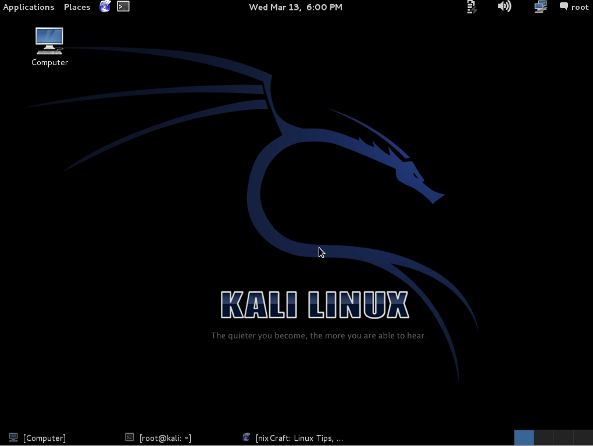 Applications Places Wed Mar 13, 6:00 PM root
Computer
KALI LINUX
The quieter you become, the more you are able to hear
[Computer] [root@kali: ~] [nixCraft: Linux Tips, ...